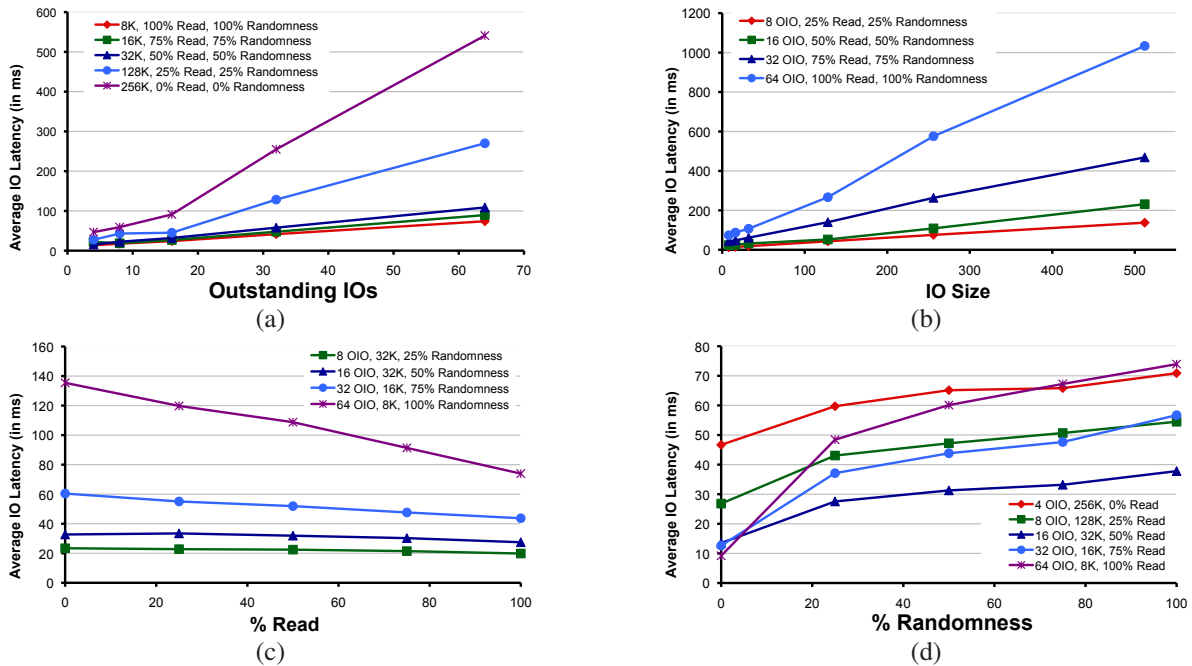 Average IO Latency (in ms)
600
500
400
300
200
100
0
0 10 20 30 40 50 60 70
8K, 100% Read, 100% Randomness
16K, 75% Read, 75% Randomness
32K, 50% Read, 50% Randomness
128K, 25% Read, 25% Randomness
256K, 0% Read, 0% Randomness
Outstanding IOs
(a)
Average IO Latency (in ms)
1200
1000
800
600
400
200
0
0 100 200 300 400 500
8 OIO, 25% Read, 25% Randomness
16 OIO, 50% Read, 50% Randomness
32 OIO, 75% Read, 75% Randomness
64 OIO, 100% Read, 100% Randomness
IO Size
(b)
Average IO Latency (in ms)
160
140
120
100
80
60
40
20
0
0 20 40 60 80 100
8 OIO, 32K, 25% Randomness
16 OIO, 32K, 50% Randomness
32 OIO, 16K, 75% Randomness
64 OIO, 8K, 100% Randomness
% Read
(c)
Average IO Latency (in ms)
80
70
60
50
40
30
20
10
0
0 20 40 60 80 100
4 OIO, 256K, 0% Read
8 OIO, 128K, 25% Read
16 OIO, 32K, 50% Read
32 OIO, 16K, 75% Read
64 OIO, 8K, 100% Read
% Randomness
(d)